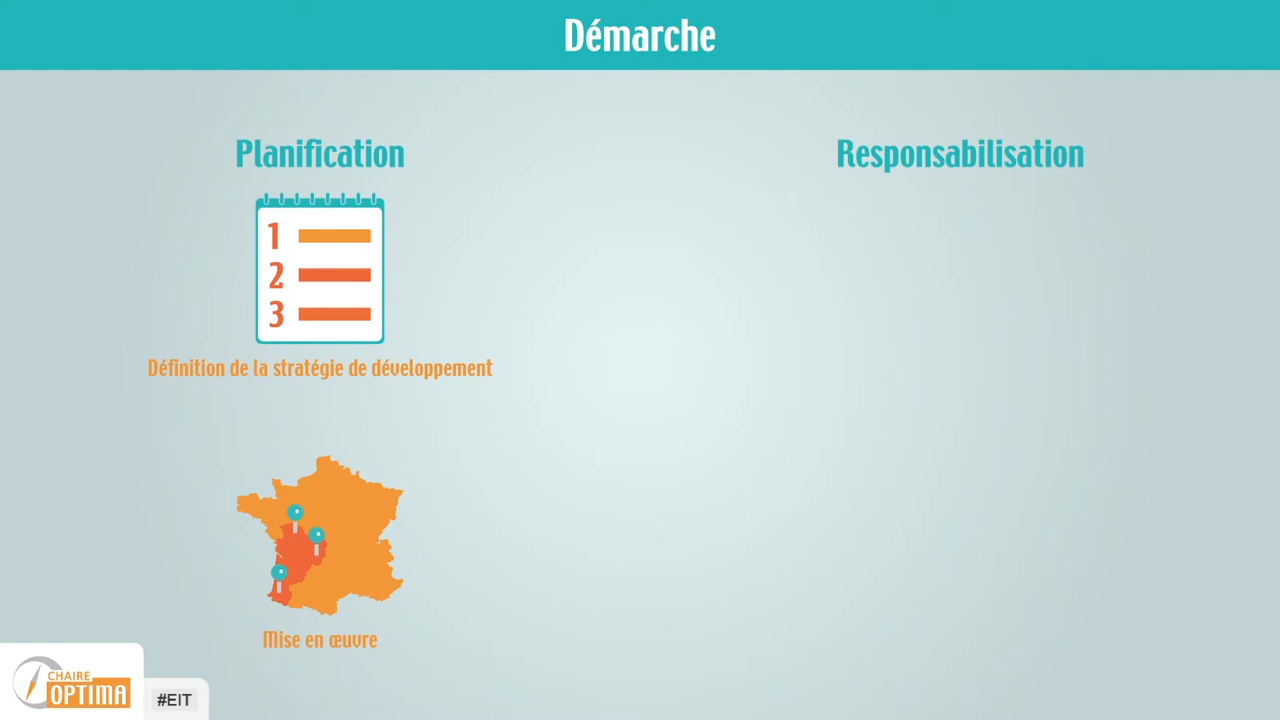 Démarche
Planification
Responsabilisation
1
2
3
Définition de la stratégie de développement
Mise en œuvre
CHAIRE
OPTIMA
#EIT